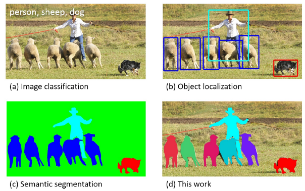 person, sheep, dog
(a) Image classification
(b) Object localization
(c) Semantic segmentation
(d) This work